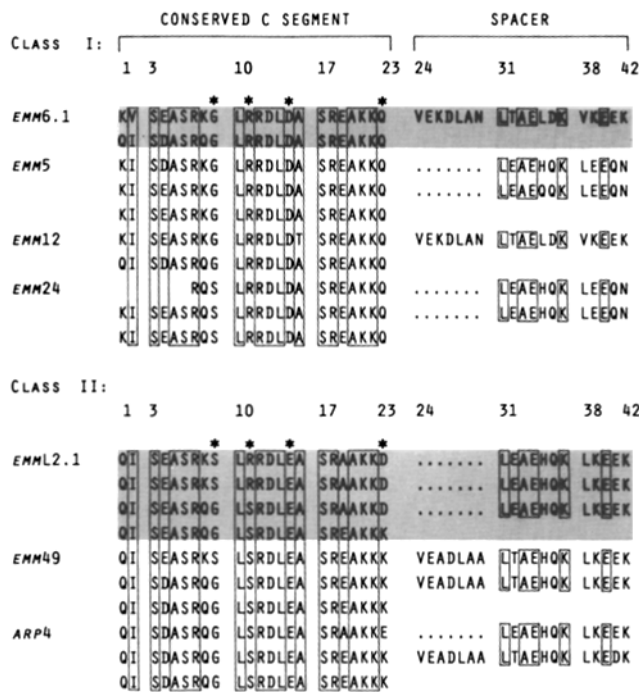 CONSERVED C SEGMENT SPACER
CLASS I:
1 3 10 17 23 24 31 38 42
* * * *
EMM6.1 KV SEASRKG LRRDLDA SREAKKQ VEKDLAN LTAELDK VKEEK
QI SDASRKG LRRDLDA SREAKKQ
EMM5 KI SEASRKG LRRDLDA SREAKKQ ....... LEAEHQK LEEQN
KI SEASRKG LRRDLDA SREAKKQ ....... LEAEQQK LEEQN
KI SEASRKG LRRDLDA SREAKKQ
EMM12 KI SEASRKG LRRDLDT SREAKKQ VEKDLAN LTAELDK VKEEK
QI SDASRQG LRRDLDA SREAKKQ
EMM24 RQS LRRDLDA SREAKKQ ....... LEAEHQK LEEQN
KI SEASRQS LRRDLDA SREAKKQ ....... LEAEHQK LEEQN
KI SEASRQS LRRDLDA SREAKKQ
CLASS II:
1 3 10 17 23 24 31 38 42
* * * *
EMML2.1 QI SEASRKS LRRDLEA SRAAKKD ....... LEAEHQK LKEEK
QI SEASRKS LSRDLEA SRAAKKD ....... LEAEHQK LKEEK
QI SDASRQG LSRDLEA SRAAKKD ....... LEAEHQK LKEEK
QI SDASRQG LSRDLEA SREAKKK
EMM49 QI SEASRKS LSRDLEA SREAKKK VEADLAA LTAEHQK LKEEK
QI SDASRQG LSRDLEA SREAKKK VEADLAA LTAEHQK LKEEK
QI SDASRQG LSRDLEA SREAKKK
ARP4 QI SDASRQG LSRDLEA SRAAKKE ....... LEAEHQK LKEEK
QI SDASRQG LSRDLEA SREAKKK VEADLAA LTAEHQK LKEDK
QI SDASRQG LSRDLEA SREAKKK